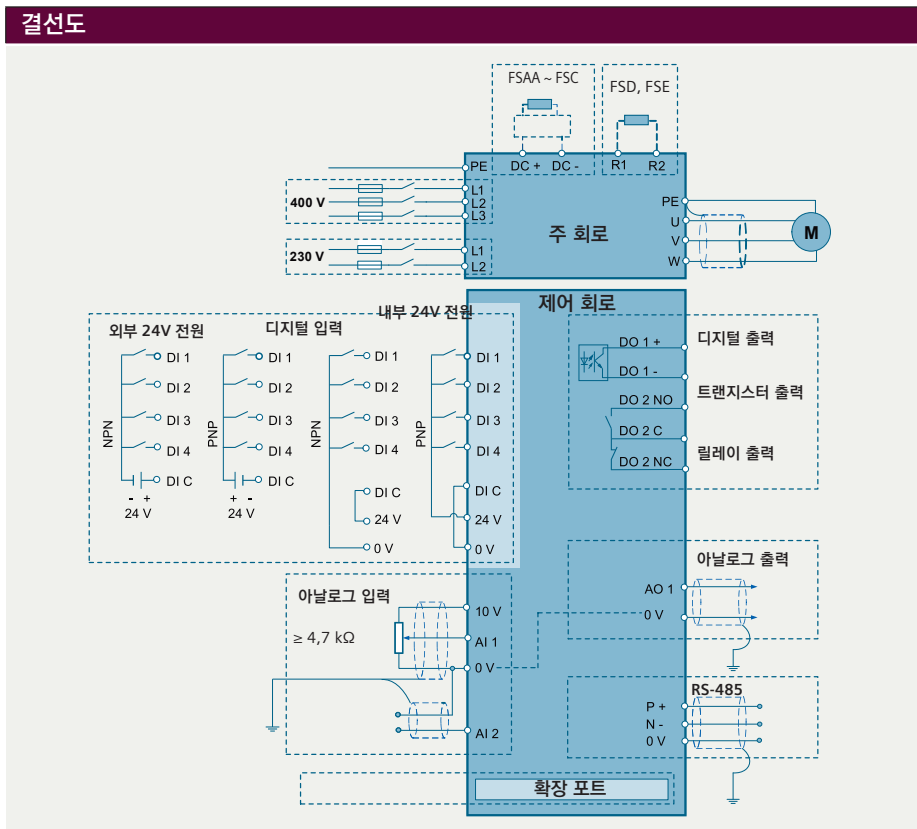 결선도
FSAA ~ FSC
FSD, FSE
PE
DC +
DC -
R1
R2
400 V
L1
L2
L3
230 V
L1
L2
주 회로
PE
U
V
W
M
제어 회로
외부 24V 전원
디지털 입력
내부 24V 전원
NPN
DI 1
DI 2
DI 3
DI 4
DI C
- +
24 V
PNP
DI 1
DI 2
DI 3
DI 4
DI C
+ -
24 V
NPN
DI 1
DI 2
DI 3
DI 4
DI C
24 V
0 V
PNP
DI 1
DI 2
DI 3
DI 4
DI C
24 V
0 V
DO 1 +
디지털 출력
DO 1 -
트랜지스터 출력
DO 2 NO
DO 2 C
릴레이 출력
DO 2 NC
아날로그 입력
≥ 4,7 kΩ
10 V
AI 1
0 V
AI 2
아날로그 출력
AO 1
0 V
RS-485
P +
N -
0 V
확장 포트